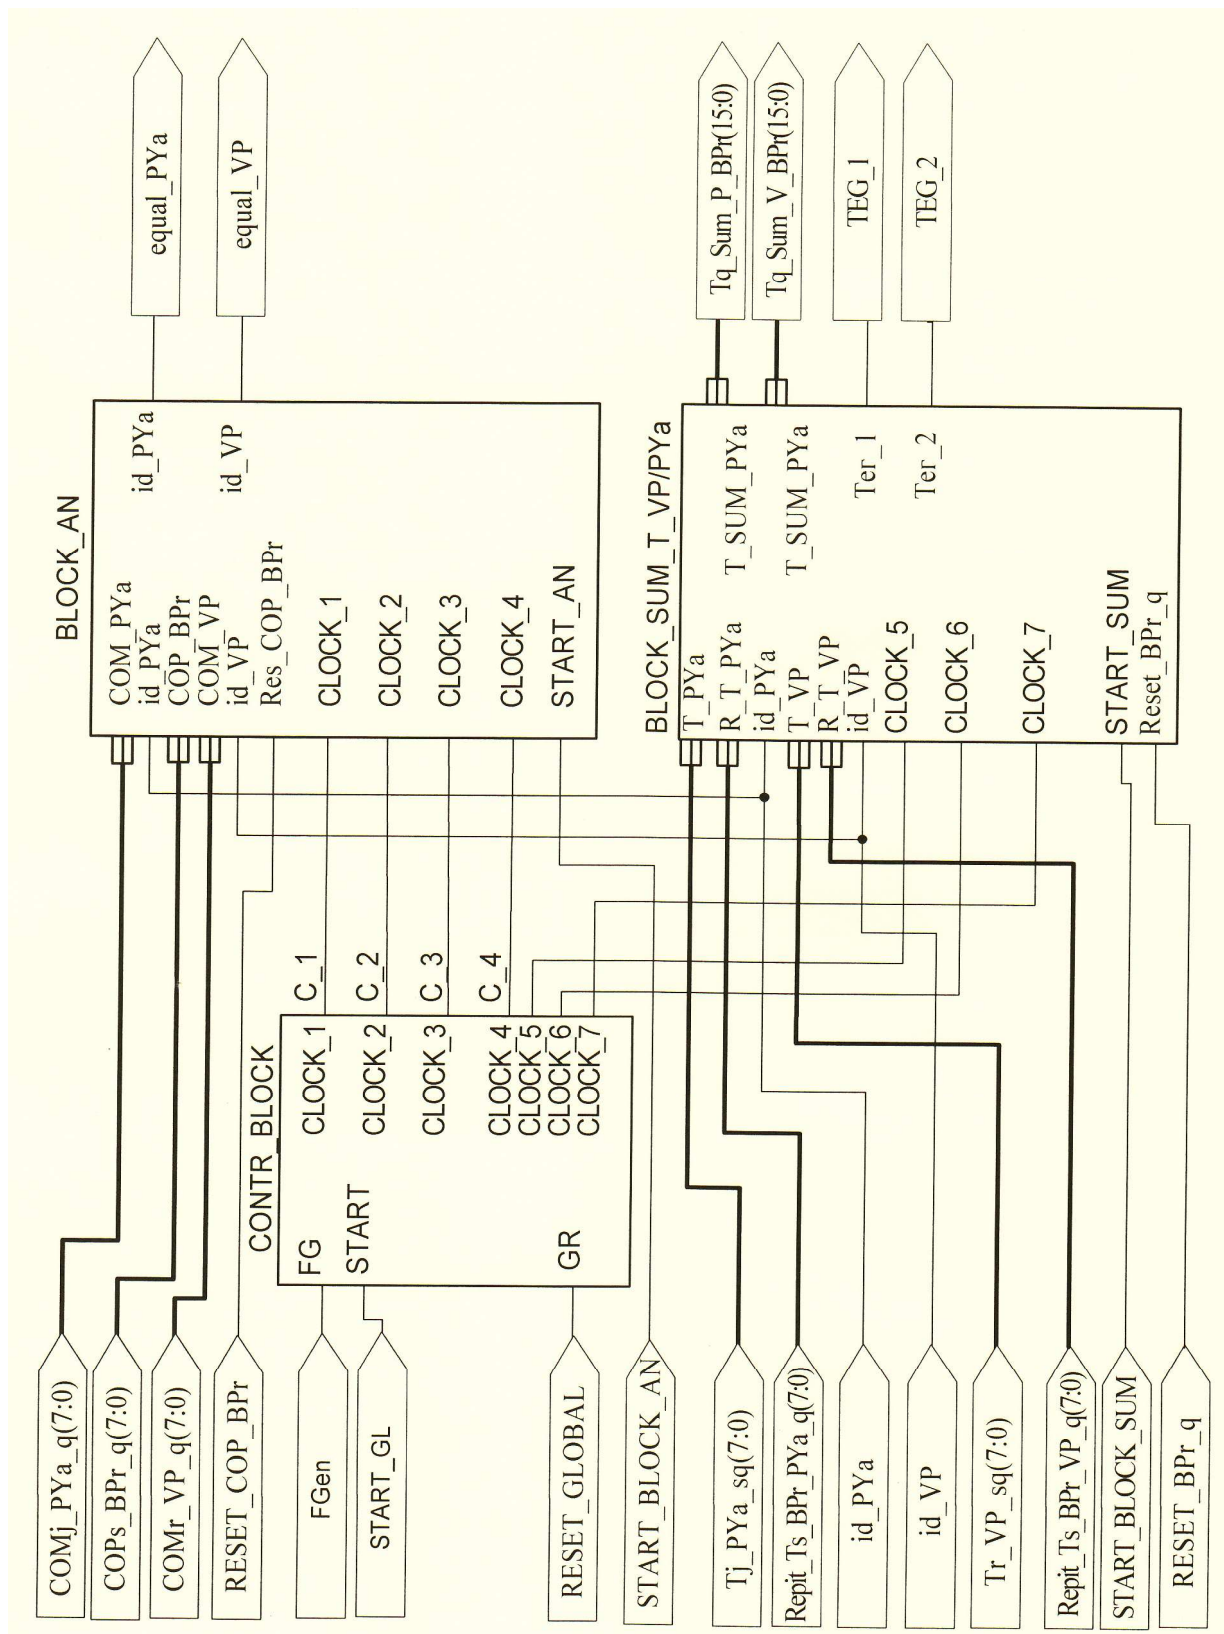 COMj_PYa_q(7:0)
COPs_BPr_q(7:0)
COMr_VP_q(7:0)
RESET_COP_BPr
FGen
START_GL
RESET_GLOBAL
START_BLOCK_AN
Tj_PYa_sq(7:0)
Repit_Ts_BPr_PYa_q(7:0)
id_PYa
id_VP
Tr_VP_sq(7:0)
Repit_Ts_BPr_VP_q(7:0)
START_BLOCK_SUM
RESET_BPr_q
CONTR_BLOCK
FG
START
GR
CLOCK_1
CLOCK_2
CLOCK_3
CLOCK_4
CLOCK_5
CLOCK_6
CLOCK_7
C_1
C_2
C_3
C_4
BLOCK_AN
COM_PYa
id_PYa
COP_BPr
COM_VP
id_VP
Res_COP_BPr
CLOCK_1
CLOCK_2
CLOCK_3
CLOCK_4
START_AN
id_PYa
id_VP
BLOCK_SUM_T_VP/PYa
T_PYa
R_T_PYa
id_PYa
T_VP
R_T_VP
id_VP
CLOCK_5
CLOCK_6
CLOCK_7
START_SUM
Reset_BPr_q
T_SUM_PYa
T_SUM_PYa
Ter_1
Ter_2
equal_PYa
equal_VP
Tq_Sum_P_BPr(15:0)
Tq_Sum_V_BPr(15:0)
TEG_1
TEG_2